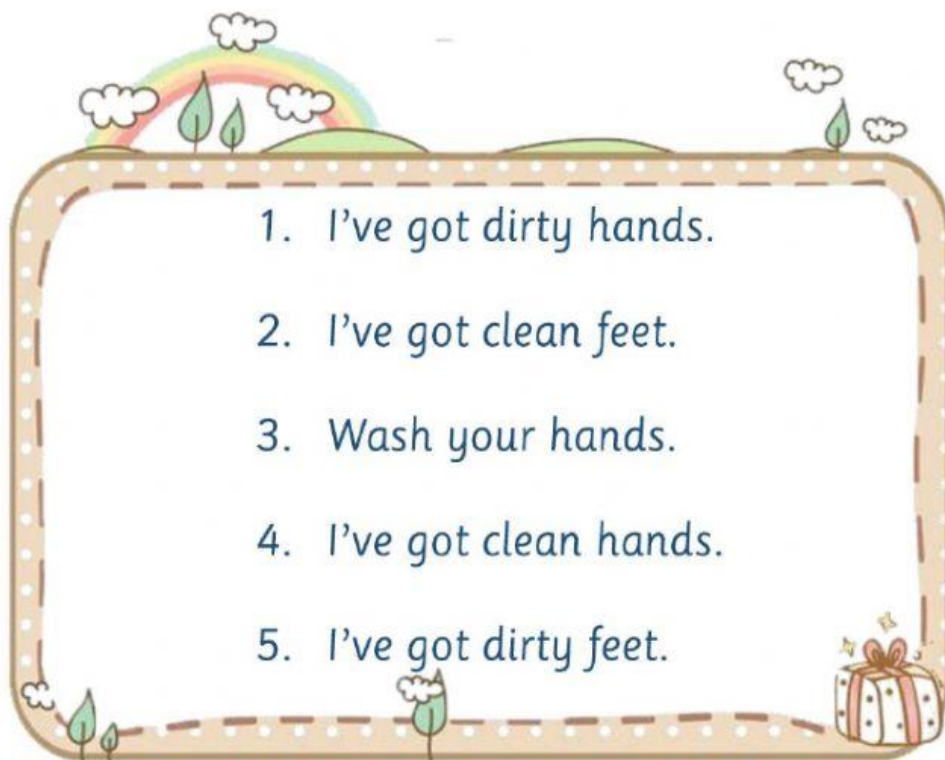 1. I've got dirty hands.
2. I've got clean feet.
3. Wash your hands.
4. I've got clean hands.
5. I've got dirty feet.